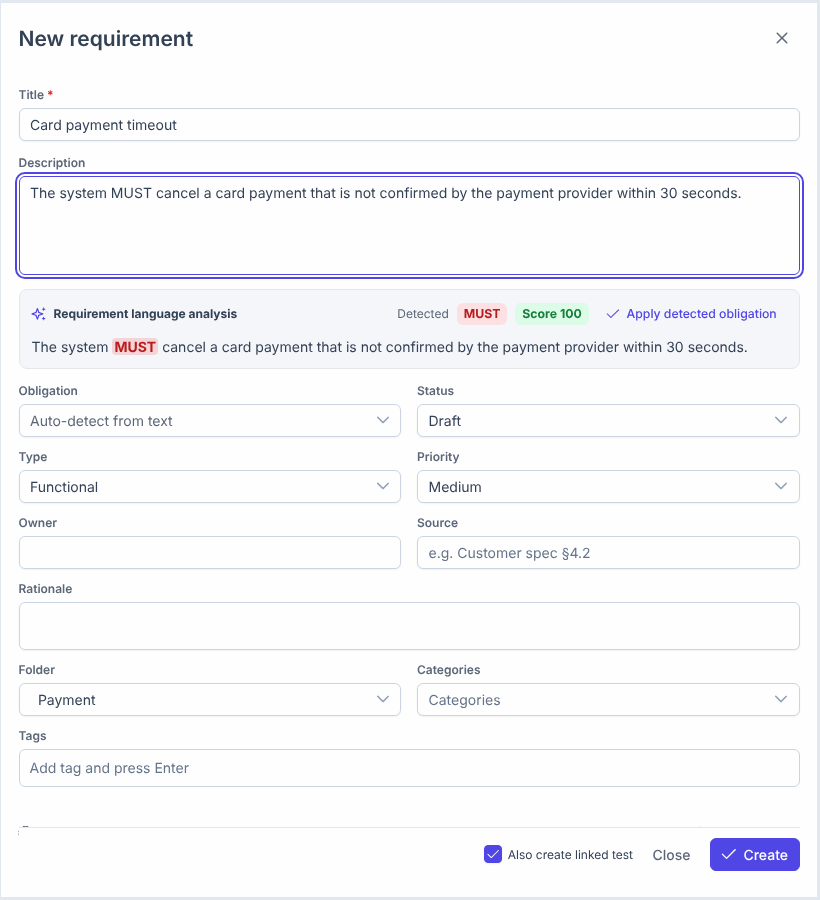 New requirement
Title *
Card payment timeout
Description
The system MUST cancel a card payment that is not confirmed by the payment provider within 30 seconds.
Requirement language analysis Detected MUST Score 100 Apply detected obligation
The system MUST cancel a card payment that is not confirmed by the payment provider within 30 seconds.
Obligation Status
Auto-detect from text Draft
Type Priority
Functional Medium
Owner Source
e.g. Customer spec §4.2
Rationale
Folder Categories
Payment Categories
Tags
Add tag and press Enter
Also create linked test Close Create